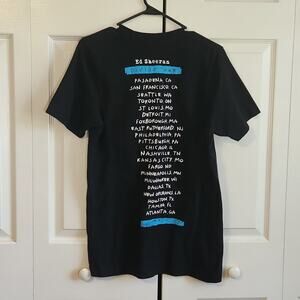 Ed Sheeran
PASADENA, CA
SAN FRANCISCO, CA
SEATTLE, WA
TORONTO, ON
ST LOUIS, MO
DETROIT, MI
FOXBOROUGH, MA
EAST RUTHERFORD, NJ
PHILADELPHIA, PA
PITTSBURGH, PA
CHICAGO, IL
NASHVILLE, TN
KANSAS CITY, MO
FARGO, ND
MINNEAPOLIS, MN
MILWAUKEE, WI
DALLAS, TX
NEW ORLEANS, LA
HOUSTON, TX
TAMPA, FL
ATLANTA, GA